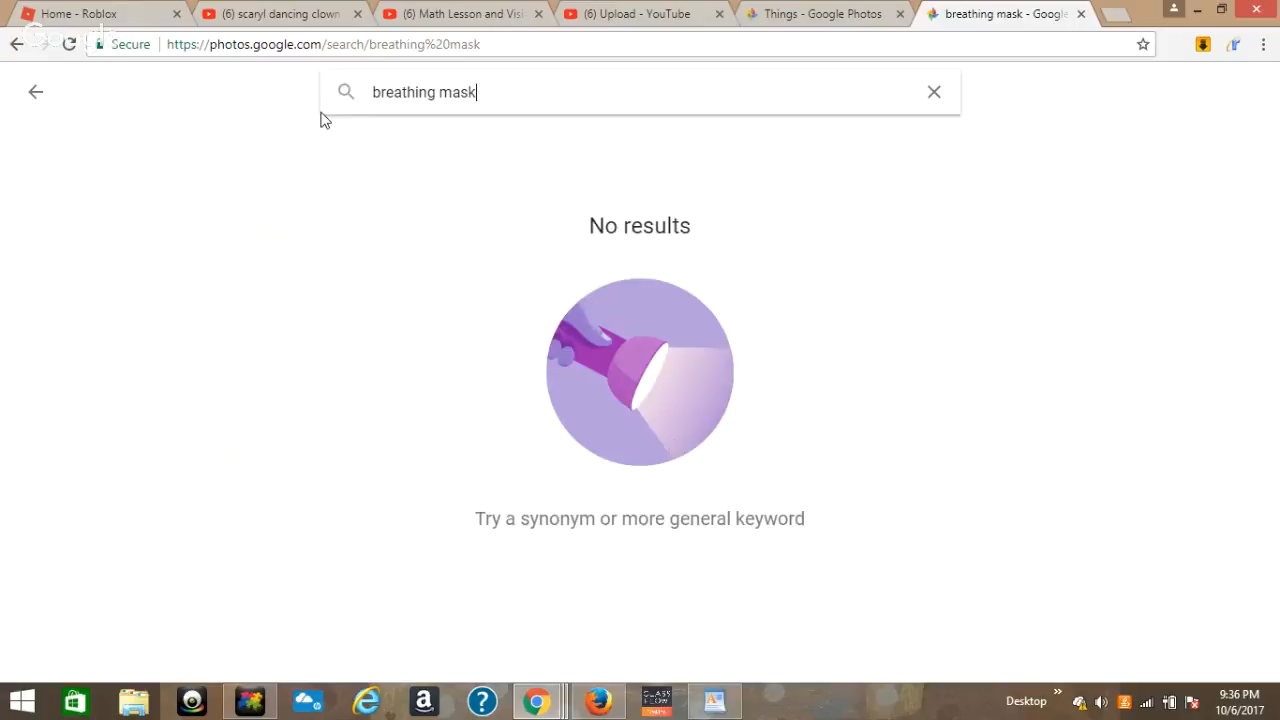 Home - Roblox
(6) scaryl dancing clown
(6) Math Lesson and Visi
(6) Upload - YouTube
Things - Google Photos
breathing mask - Google
Secure
https://photos.google.com/search/breathing%20mask
breathing mask
No results
Try a synonym or more general keyword
CLASS
FLOW
Desktop
9:36 PM
10/6/2017